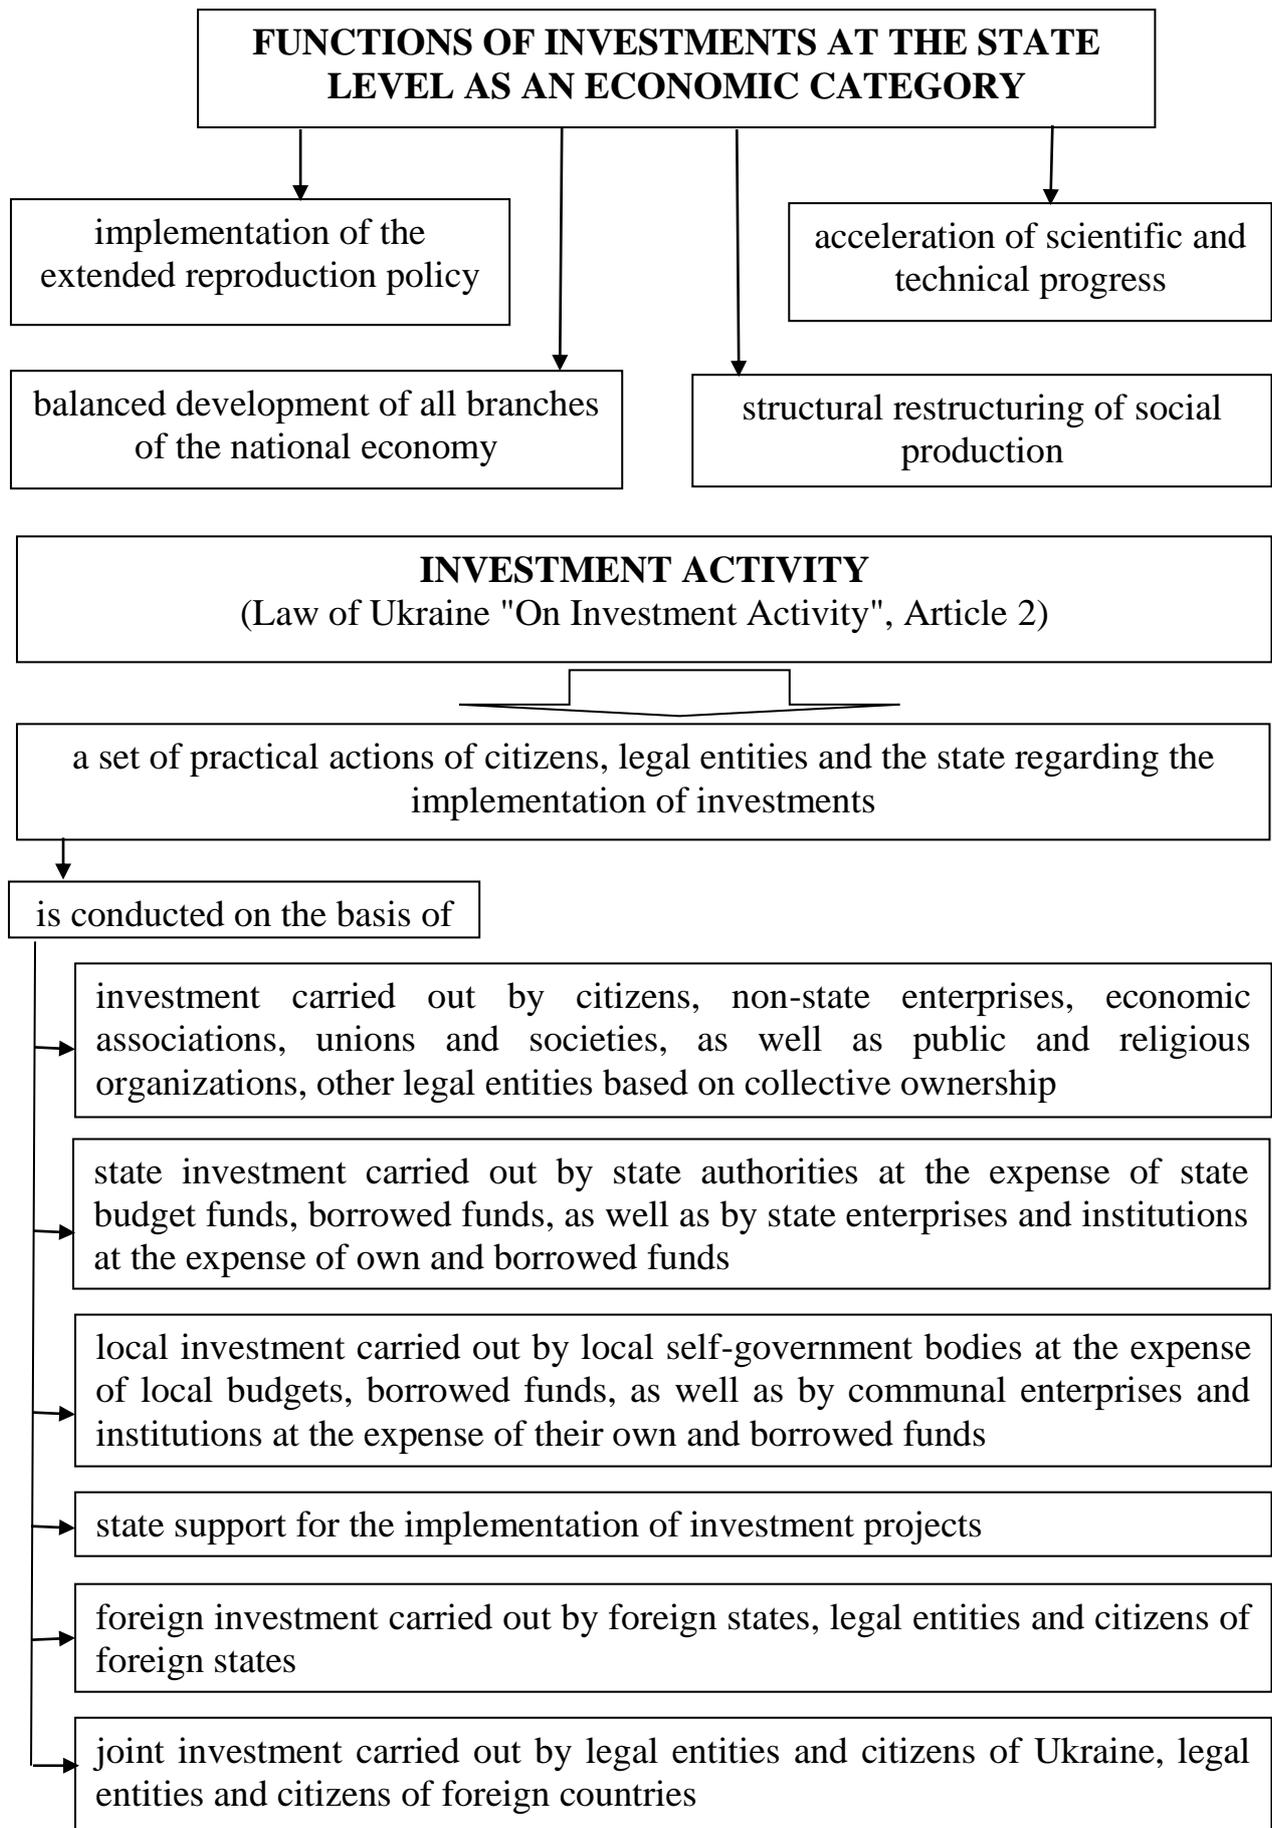 FUNCTIONS OF INVESTMENTS AT THE STATE
LEVEL AS AN ECONOMIC CATEGORY
implementation of the
extended reproduction policy
acceleration of scientific and
technical progress
balanced development of all branches
of the national economy
structural restructuring of social
production
INVESTMENT ACTIVITY
(Law of Ukraine "On Investment Activity", Article 2)
a set of practical actions of citizens, legal entities and the state regarding the
implementation of investments
is conducted on the basis of
investment carried out by citizens, non-state enterprises, economic
associations, unions and societies, as well as public and religious
organizations, other legal entities based on collective ownership
state investment carried out by state authorities at the expense of state
budget funds, borrowed funds, as well as by state enterprises and institutions
at the expense of own and borrowed funds
local investment carried out by local self-government bodies at the expense
of local budgets, borrowed funds, as well as by communal enterprises and
institutions at the expense of their own and borrowed funds
state support for the implementation of investment projects
foreign investment carried out by foreign states, legal entities and citizens of
foreign states
joint investment carried out by legal entities and citizens of Ukraine, legal
entities and citizens of foreign countries